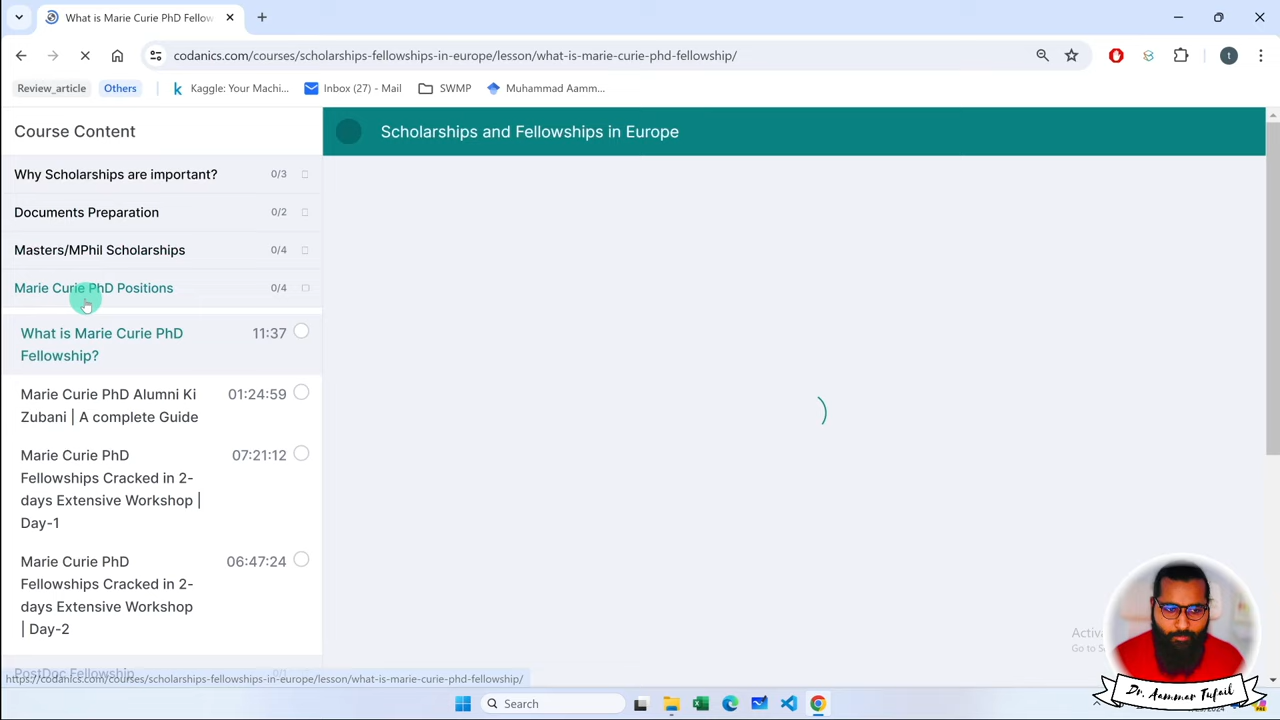 What is Marie Curie PhD Fellow
codanics.com/courses/scholarships-fellowships-in-europe/lesson/what-is-marie-curie-phd-fellowship/
Review_article
Others
Kaggle: Your Machi...
Inbox (27) - Mail
SWMP
Muhammad Aamm...
Course Content
Scholarships and Fellowships in Europe
Why Scholarships are important? 0/3
Documents Preparation 0/2
Masters/MPhil Scholarships 0/4
Marie Curie PhD Positions 0/4
What is Marie Curie PhD 11:37
Fellowship?
Marie Curie PhD Alumni Ki 01:24:59
Zubani | A complete Guide
Marie Curie PhD 07:21:12
Fellowships Cracked in 2-
days Extensive Workshop |
Day-1
Marie Curie PhD 06:47:24
Fellowships Cracked in 2-
days Extensive Workshop
| Day-2
PostDoc Fellowship
https://codanics.com/courses/scholarships-fellowships-in-europe/lesson/what-is-marie-curie-phd-fellowship/
Activ
Go to S
Dr. Aammar Tufail
Search